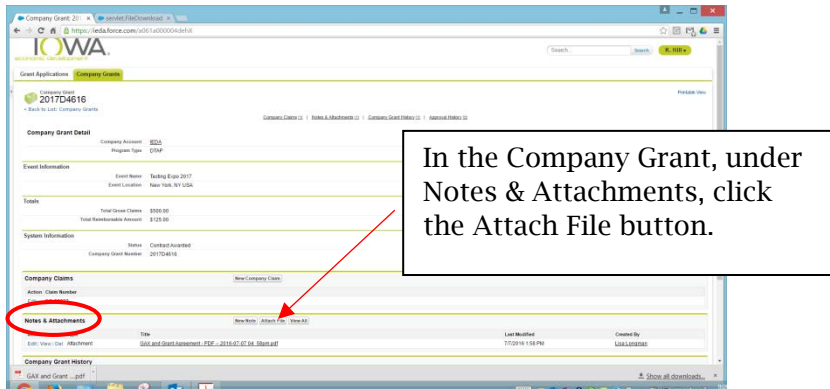 Company Grant: 201
servlet.FileDownload
https://ieda.force.com/a061a000004dehX
IOWA
economic development
Search...
Search
Grant Applications
Company Grants
Company Grant
2017D4616
Printable View
« Back to List: Company Grants
Company Claims [1] | Notes & Attachments [1] | Company Grant History [1] | Approval History [0]
Company Grant Detail
Company Account IEDA
Program Type DTAP
Event Information
Event Name Testing Expo 2017
Event Location New York, NY USA
Totals
Total Gross Claims $500.00
Total Reimbursable Amount $125.00
System Information
Status Contract Awarded
Company Grant Number 2017D4616
In the Company Grant, under
Notes & Attachments, click
the Attach File button.
Company Claims
New Company Claim
Action Claim Number
Notes & Attachments
New Note Attach File View All
Title Last Modified Created By
Edit | View | Del Attachment GAX and Grant Agreement - PDF - 2016-07-07 04_58pm.pdf 7/7/2016 1:58 PM Lisa Longman
Company Grant History
GAX and Grant ....pdf
Show all downloads...